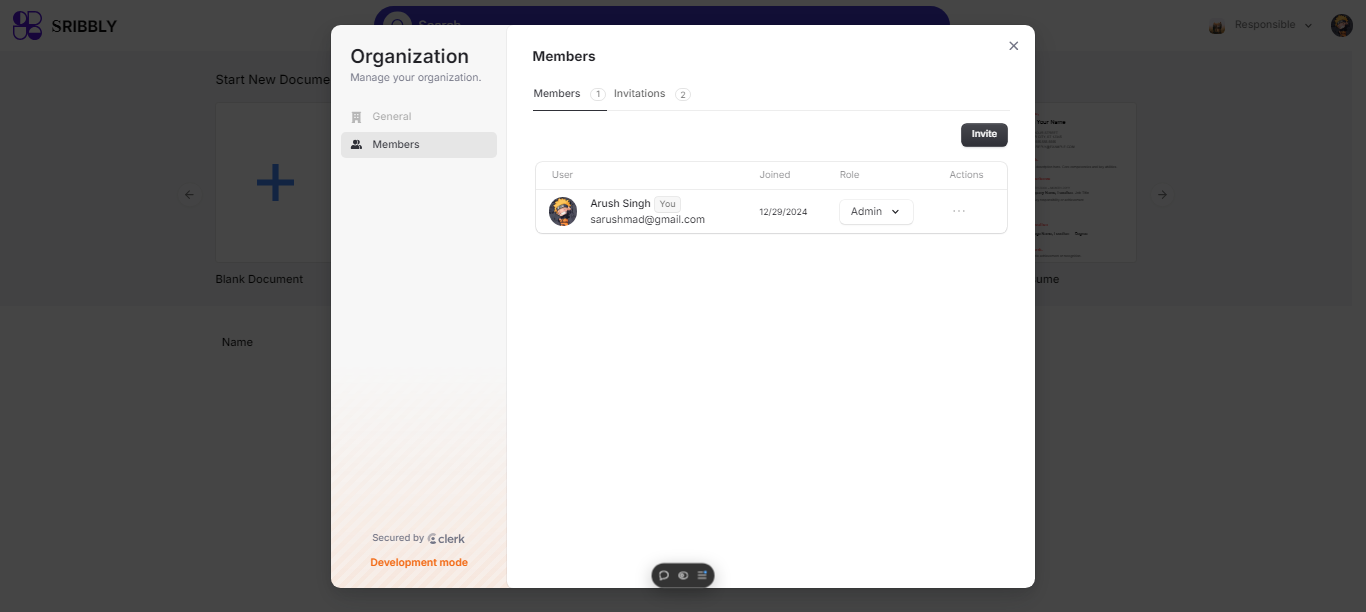 SRIBBLY
Search
Responsible
Start New Docume
Blank Document
ume
Your Name
Name
Organization
Manage your organization.
General
Members
Secured by clerk
Development mode
Members
Members 1 Invitations 2
Invite
User Joined Role Actions
Arush Singh You
sarushmad@gmail.com
12/29/2024 Admin ...